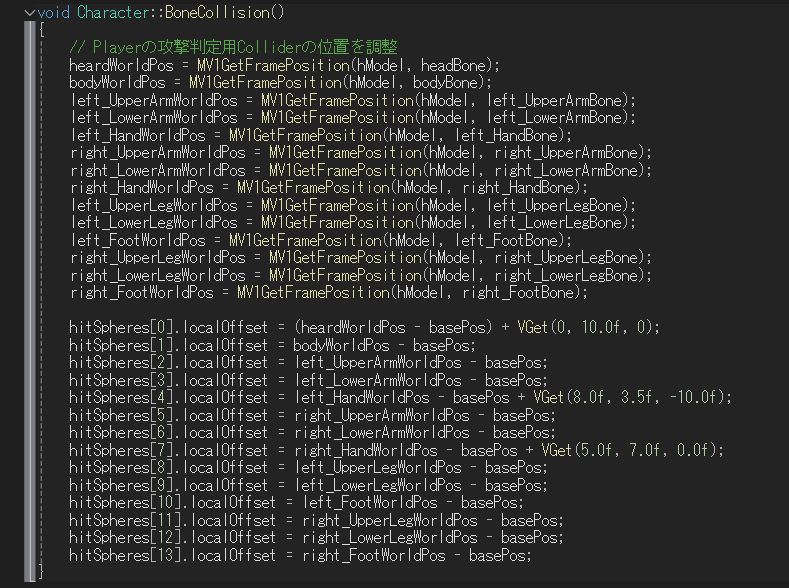 void Character::BoneCollision()
{
// Playerの攻撃判定用Colliderの位置を調整
heardWorldPos = MV1GetFramePosition(hModel, headBone);
bodyWorldPos = MV1GetFramePosition(hModel, bodyBone);
left_UpperArmWorldPos = MV1GetFramePosition(hModel, left_UpperArmBone);
left_LowerArmWorldPos = MV1GetFramePosition(hModel, left_LowerArmBone);
left_HandWorldPos = MV1GetFramePosition(hModel, left_HandBone);
right_UpperArmWorldPos = MV1GetFramePosition(hModel, right_UpperArmBone);
right_LowerArmWorldPos = MV1GetFramePosition(hModel, right_LowerArmBone);
right_HandWorldPos = MV1GetFramePosition(hModel, right_HandBone);
left_UpperLegWorldPos = MV1GetFramePosition(hModel, left_UpperLegBone);
left_LowerLegWorldPos = MV1GetFramePosition(hModel, left_LowerLegBone);
left_FootWorldPos = MV1GetFramePosition(hModel, left_FootBone);
right_UpperLegWorldPos = MV1GetFramePosition(hModel, right_UpperLegBone);
right_LowerLegWorldPos = MV1GetFramePosition(hModel, right_LowerLegBone);
right_FootWorldPos = MV1GetFramePosition(hModel, right_FootBone);
hitSpheres[0].localOffset = (heardWorldPos - basePos) + VGet(0, 10.0f, 0);
hitSpheres[1].localOffset = bodyWorldPos - basePos;
hitSpheres[2].localOffset = left_UpperArmWorldPos - basePos;
hitSpheres[3].localOffset = left_LowerArmWorldPos - basePos;
hitSpheres[4].localOffset = left_HandWorldPos - basePos + VGet(8.0f, 3.5f, -10.0f);
hitSpheres[5].localOffset = right_UpperArmWorldPos - basePos;
hitSpheres[6].localOffset = right_LowerArmWorldPos - basePos;
hitSpheres[7].localOffset = right_HandWorldPos - basePos + VGet(5.0f, 7.0f, 0.0f);
hitSpheres[8].localOffset = left_UpperLegWorldPos - basePos;
hitSpheres[9].localOffset = left_LowerLegWorldPos - basePos;
hitSpheres[10].localOffset = left_FootWorldPos - basePos;
hitSpheres[11].localOffset = right_UpperLegWorldPos - basePos;
hitSpheres[12].localOffset = right_LowerLegWorldPos - basePos;
hitSpheres[13].localOffset = right_FootWorldPos - basePos;
}